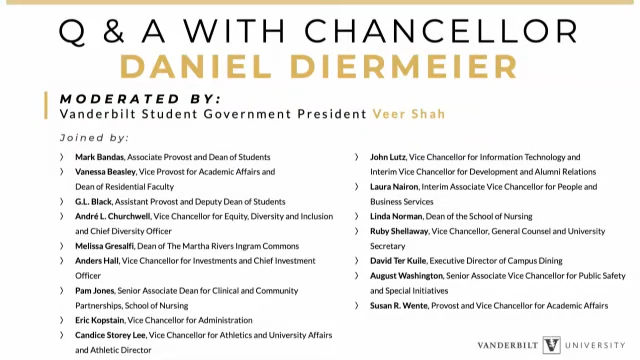 Q & A WITH CHANCELLOR
DANIEL DIERMEIER
MODERATED BY:
Vanderbilt Student Government President Veer Shah
Joined by:
Mark Bandas, Associate Provost and Dean of Students
Vanessa Beasley, Vice Provost for Academic Affairs and
Dean of Residential Faculty
G.L. Black, Assistant Provost and Deputy Dean of Students
André L. Churchwell, Vice Chancellor for Equity, Diversity and Inclusion
and Chief Diversity Officer
Melissa Gresalfi, Dean of The Martha Rivers Ingram Commons
Anders Hall, Vice Chancellor for Investments and Chief Investment
Officer
Pam Jones, Senior Associate Dean for Clinical and Community
Partnerships, School of Nursing
Eric Kopstain, Vice Chancellor for Administration
Candice Storey Lee, Vice Chancellor for Athletics and University Affairs
and Athletic Director
John Lutz, Vice Chancellor for Information Technology and
Interim Vice Chancellor for Development and Alumni Relations
Laura Nairon, Interim Associate Vice Chancellor for People and
Business Services
Linda Norman, Dean of the School of Nursing
Ruby Shellaway, Vice Chancellor, General Counsel and University
Secretary
David Ter Kuile, Executive Director of Campus Dining
August Washington, Senior Associate Vice Chancellor for Public Safety
and Special Initiatives
Susan R. Wente, Provost and Vice Chancellor for Academic Affairs
VANDERBILT V UNIVERSITY